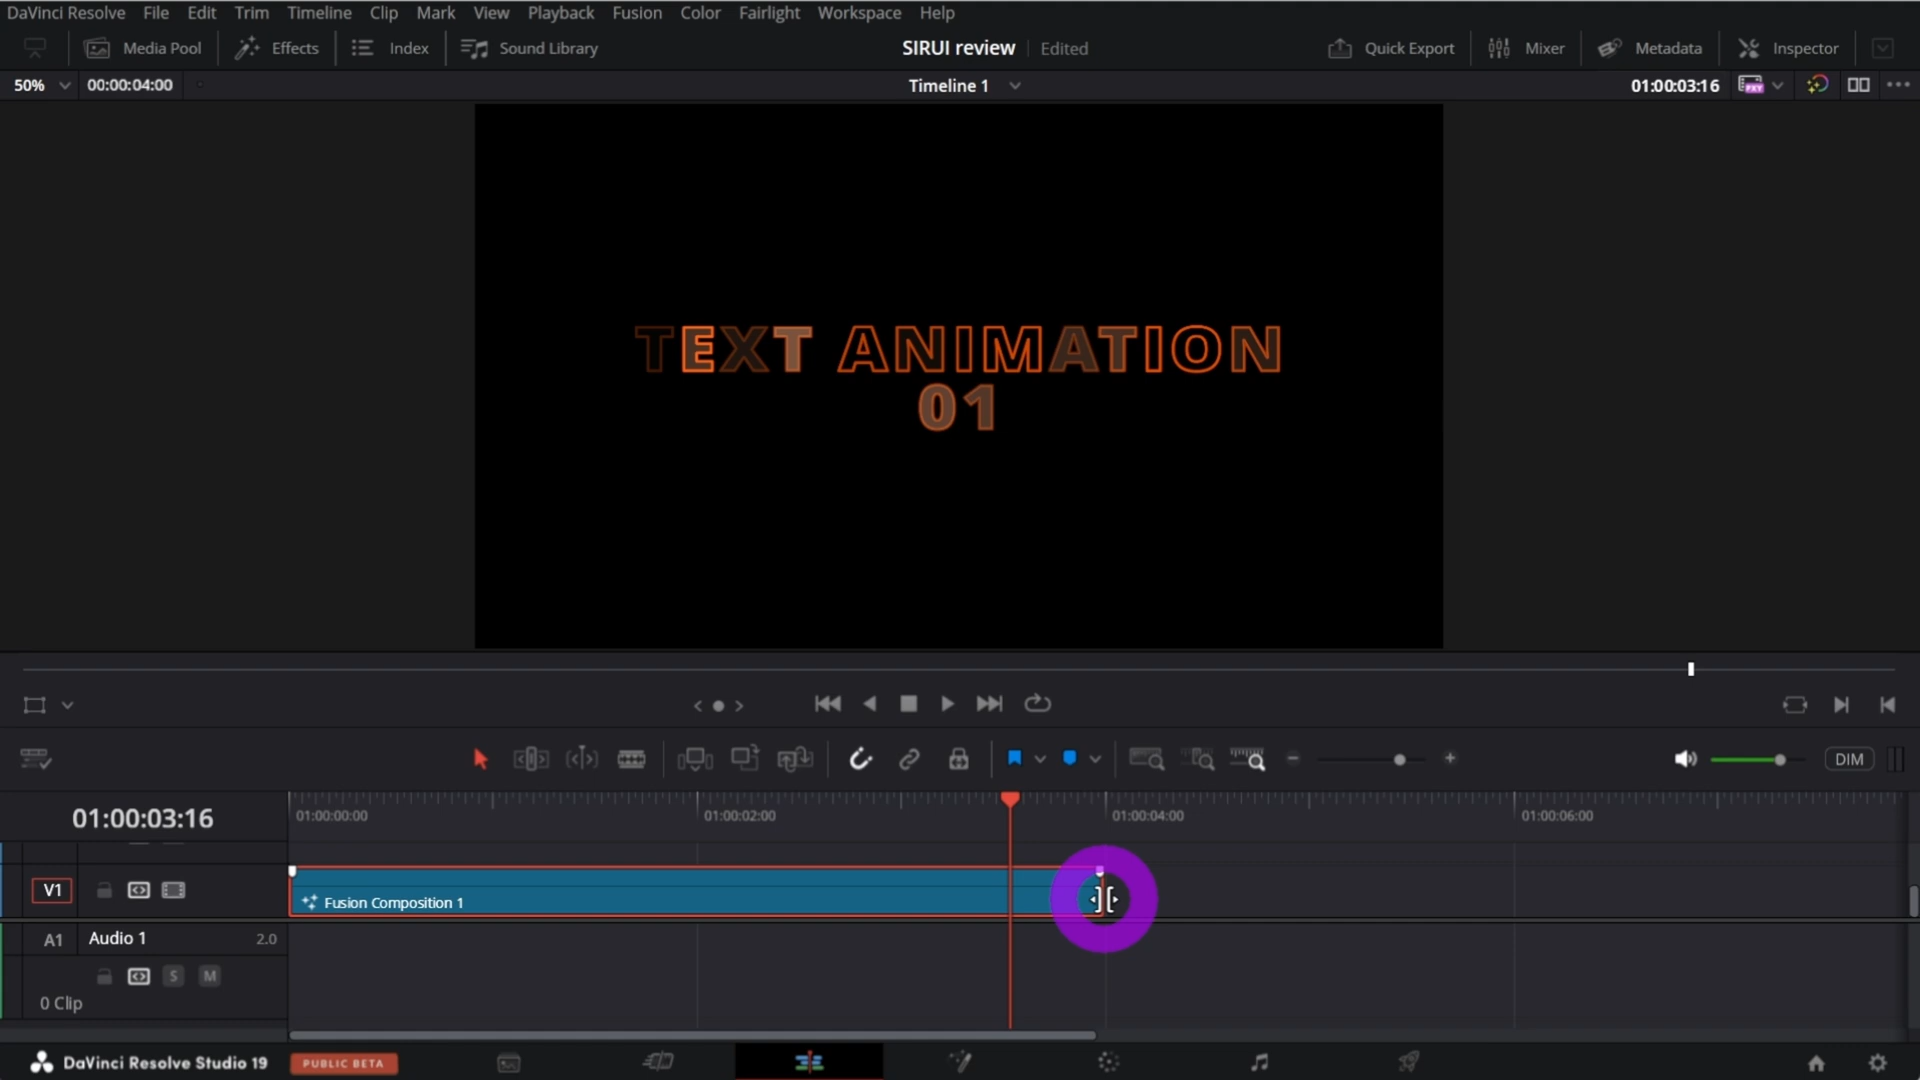 DaVinci Resolve File Edit Trim Timeline Clip Mark View Playback Fusion Color Fairlight Workspace Help
Media Pool Effects Index Sound Library SIRUI review Edited Quick Export Mixer Metadata Inspector
50% 00:00:04:00 Timeline 1 01:00:03:16 PXY
TEXT ANIMATION
01
DIM
01:00:03:16 01:00:00:00 01:00:02:00 01:00:04:00 01:00:06:00
V1
Fusion Composition 1
A1 Audio 1 2.0
S M
0 Clip
DaVinci Resolve Studio 19 PUBLIC BETA